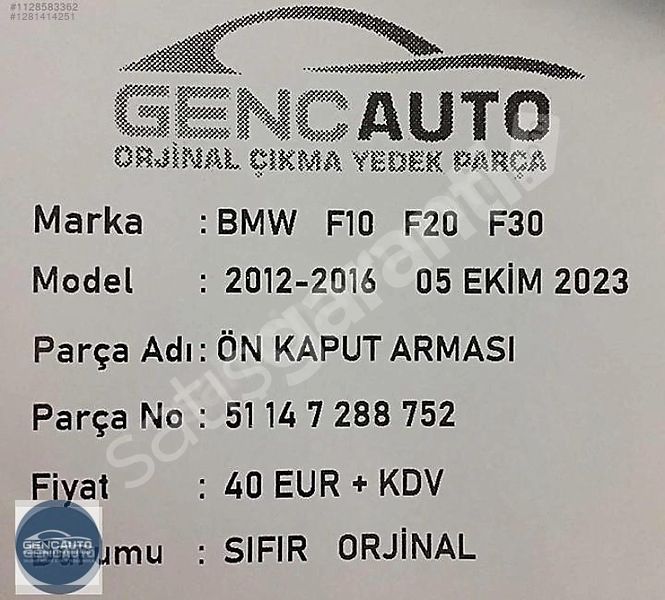 #1128583362
#1281414251
GENCAUTO
ORJİNAL ÇIKMA YEDEK PARÇA
Marka : BMW F10 F20 F30
Model : 2012-2016 05 EKİM 2023
Parça Adı : ÖN KAPUT ARMASI
Parça No : 51 14 7 288 752
Fiyat : 40 EUR + KDV
GENCAUTO
umu : SIFIR ORJİNAL
satışgaranti